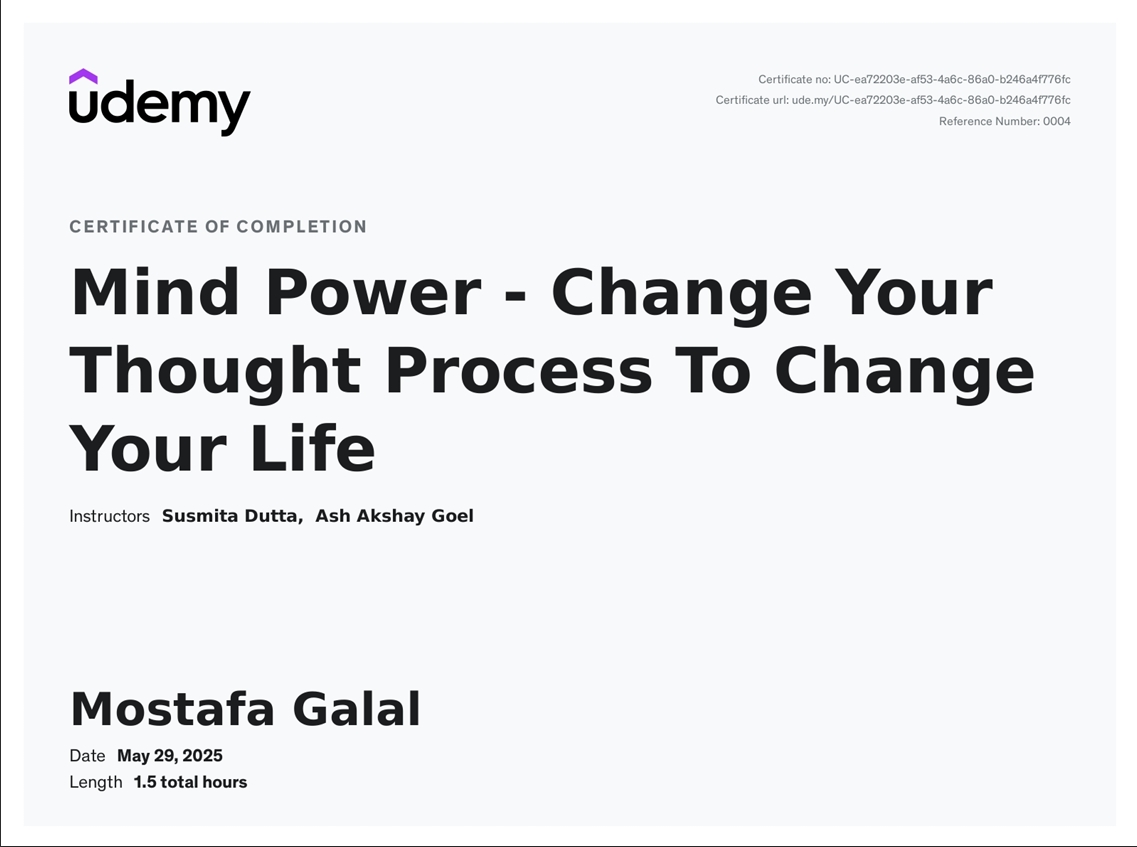 udemy
Certificate no: UC-ea72203e-af53-4a6c-86a0-b246a4f776fc
Certificate url: ude.my/UC-ea72203e-af53-4a6c-86a0-b246a4f776fc
Reference Number: 0004
CERTIFICATE OF COMPLETION
Mind Power - Change Your
Thought Process To Change
Your Life
Instructors Susmita Dutta, Ash Akshay Goel
Mostafa Galal
Date May 29, 2025
Length 1.5 total hours